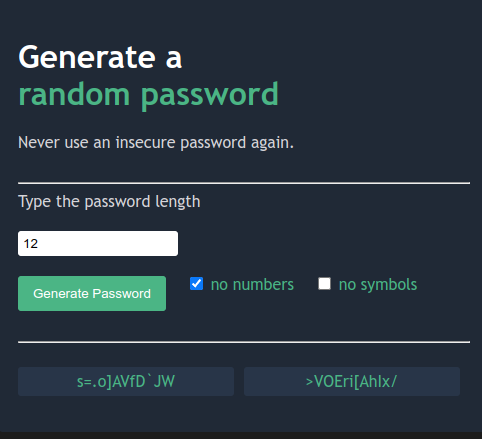 Generate a
random password
Never use an insecure password again.
Type the password length
12
Generate Password
no numbers
no symbols
s=.o]AVfD`JW
>VOEri[AhIx/